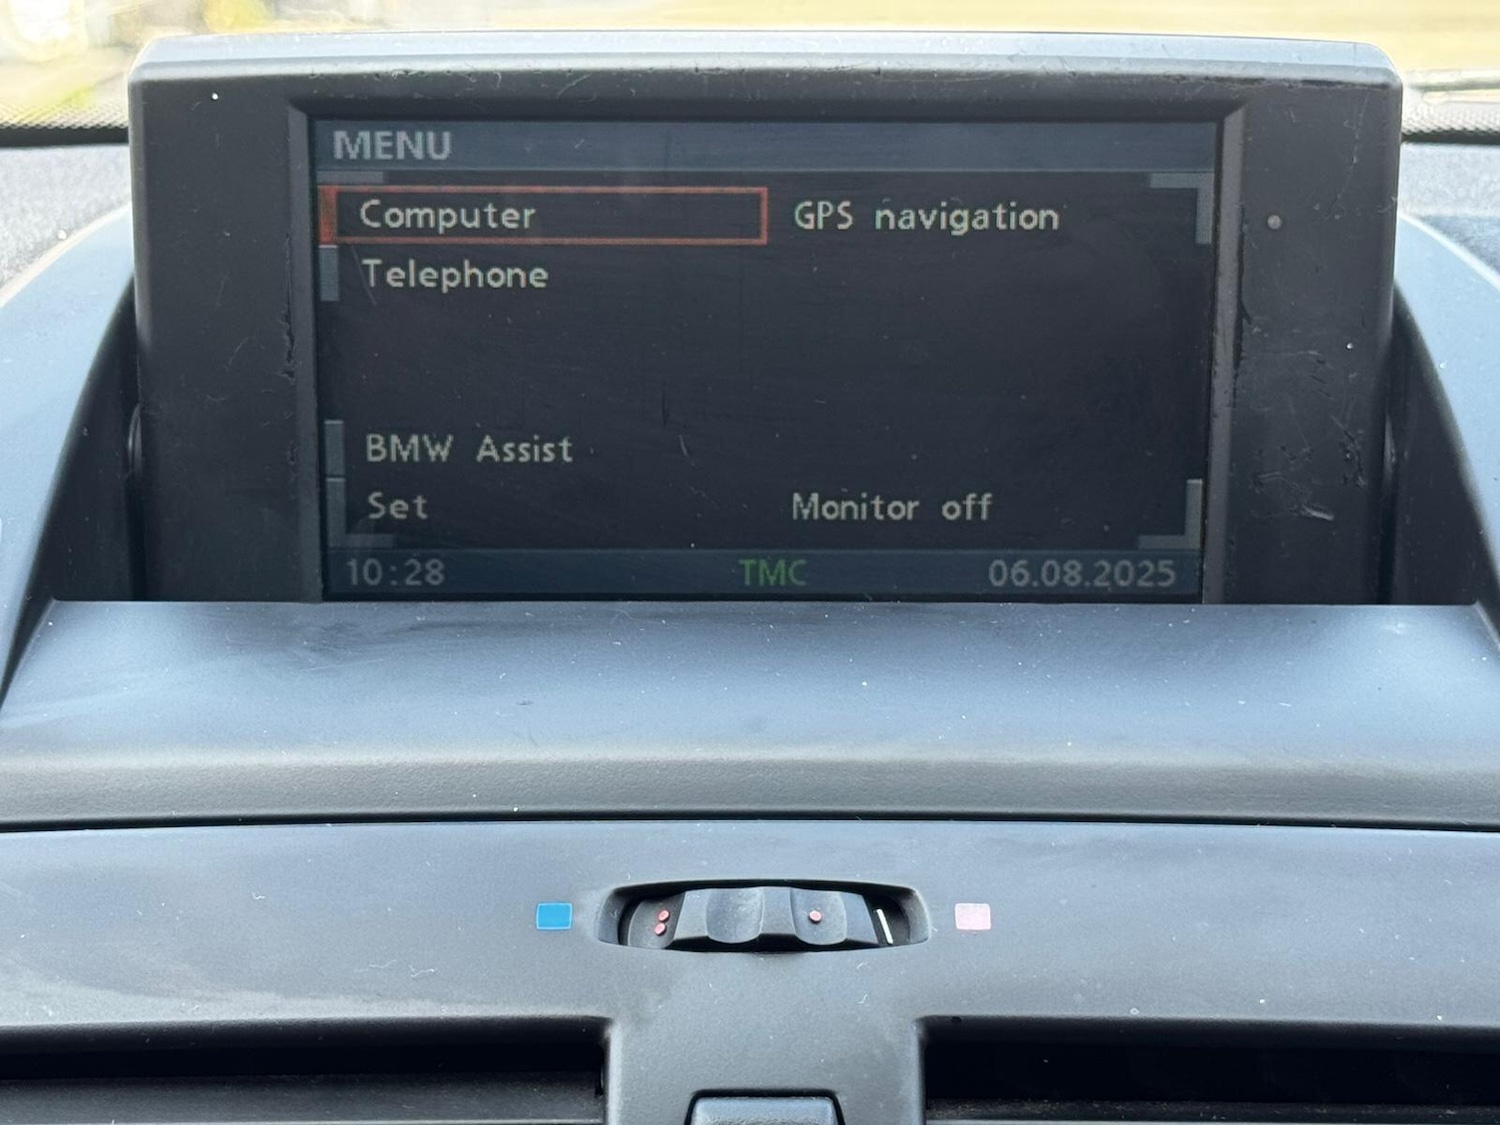 MENU
Computer
GPS navigation
Telephone
BMW Assist
Set
Monitor off
10:28
TMC
06.08.2025